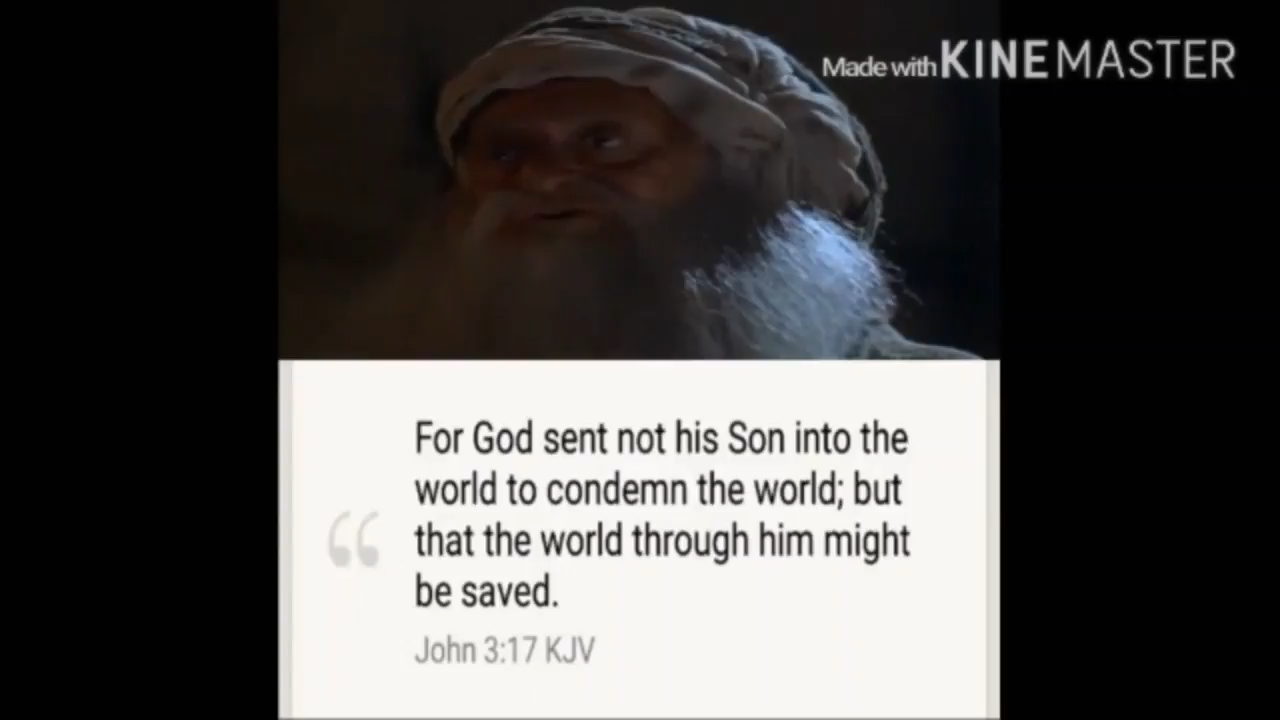 Made with KINEMASTER
For God sent not his Son into the
world to condemn the world; but
that the world through him might
be saved.
John 3:17 KJV